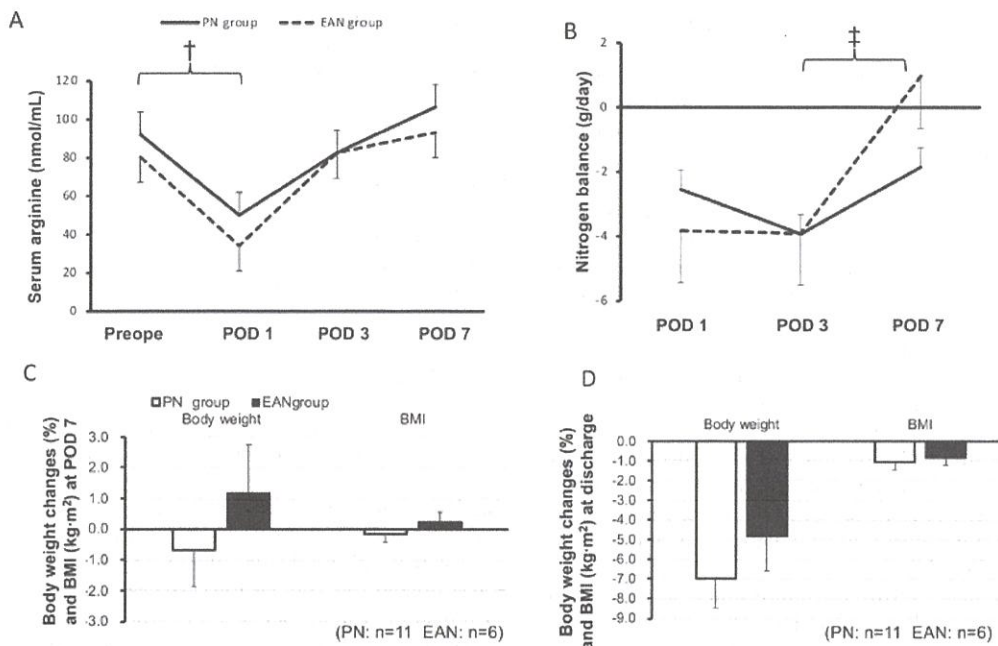 A
PN group
EAN group
†
Serum arginine (nmol/mL)
120
100
80
60
40
20
0
Preope
POD 1
POD 3
POD 7
B
‡
Nitrogen balance (g/day)
2
0
-2
-4
-6
POD 1
POD 3
POD 7
C
PN group
EANgroup
Body weight
BMI
Body weight changes (%)
and BMI (kg·m²) at POD 7
3.0
2.0
1.0
0.0
-1.0
-2.0
-3.0
(PN: n=11 EAN: n=6)
D
Body weight
BMI
Body weight changes (%)
and BMI (kg·m²) at discharge
0.0
-1.0
-2.0
-3.0
-4.0
-5.0
-6.0
-7.0
-8.0
-9.0
(PN: n=11 EAN: n=6)